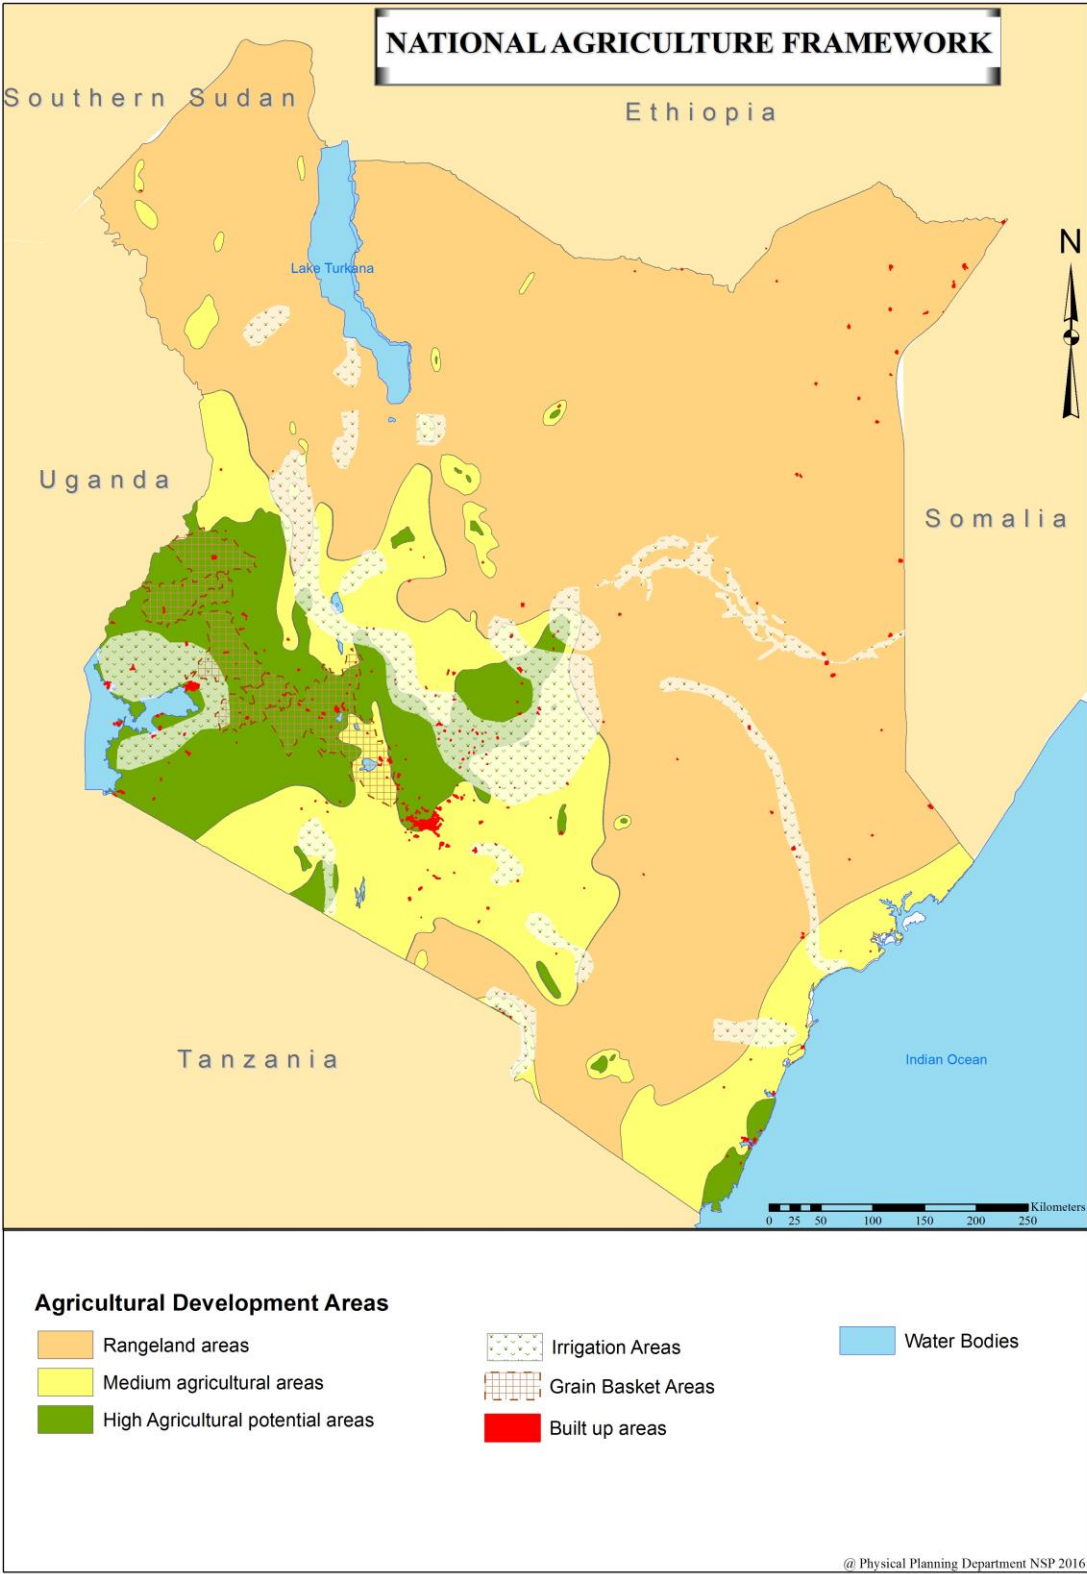 NATIONAL AGRICULTURE FRAMEWORK
Southern Sudan
Ethiopia
N
Lake Turkana
Uganda
Somalia
Tanzania
Indian Ocean
Kilometers
0 25 50 100 150 200 250
Agricultural Development Areas
Rangeland areas
Medium agricultural areas
High Agricultural potential areas
Irrigation Areas
Grain Basket Areas
Built up areas
Water Bodies
@ Physical Planning Department NSP 2016